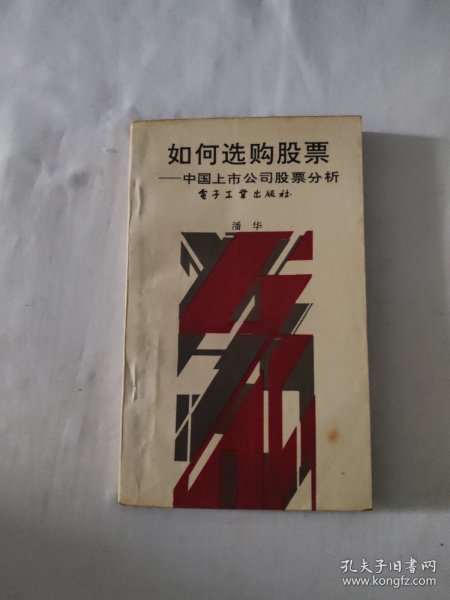 如何选购股票
——中国上市公司股票分析
電子工業出版社
潘 华
孔夫子旧书网
www.kongfz.com